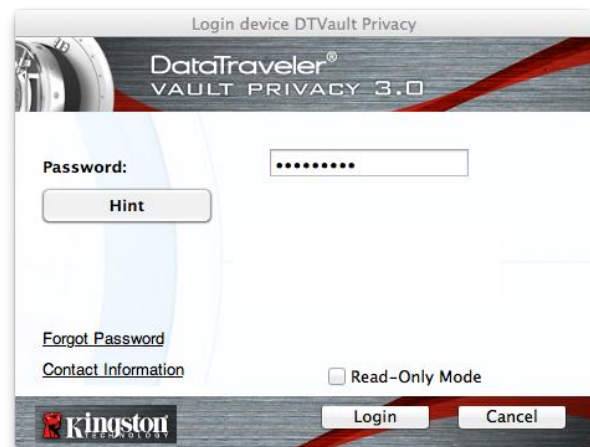 Login device DTVault Privacy
DataTraveler®
VAULT PRIVACY 3.0
Password:
•••••••••
Hint
Forgot Password
Contact Information
Read-Only Mode
Kingston
TECHNOLOGY
Login
Cancel